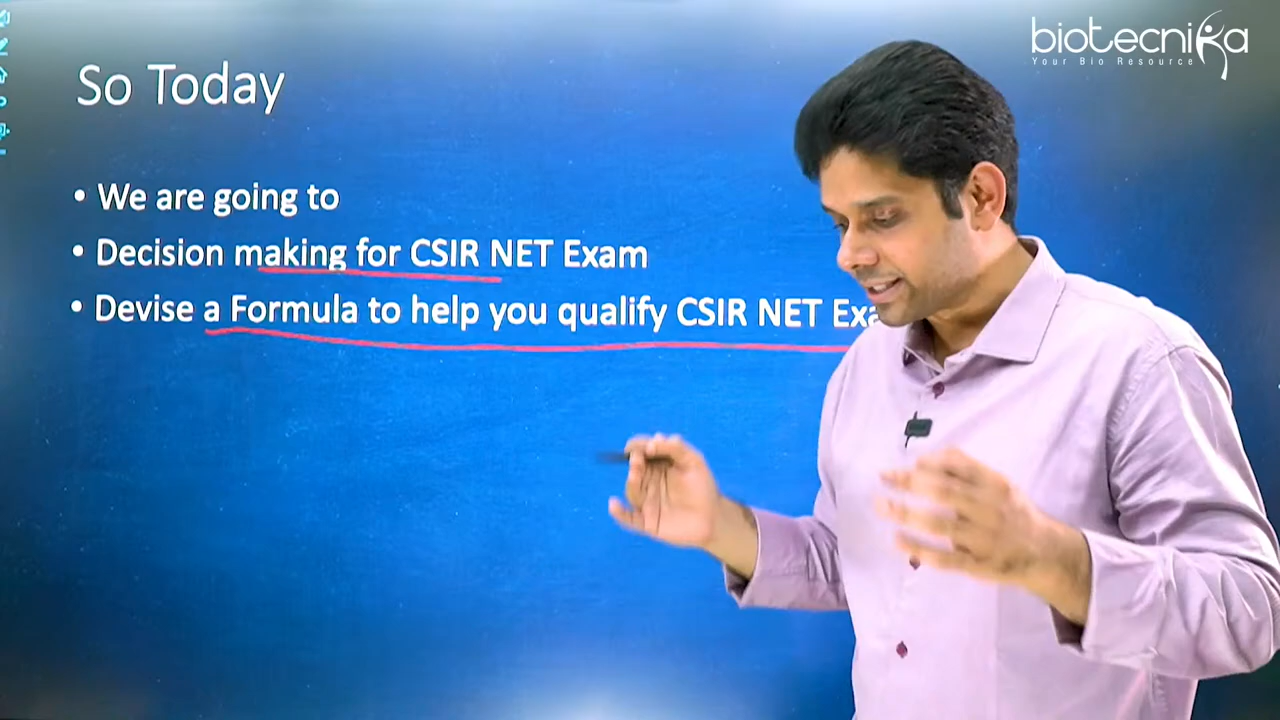 biotecnika
Your Bio Resource
So Today
• We are going to
• Decision making for CSIR NET Exam
• Devise a Formula to help you qualify CSIR NET